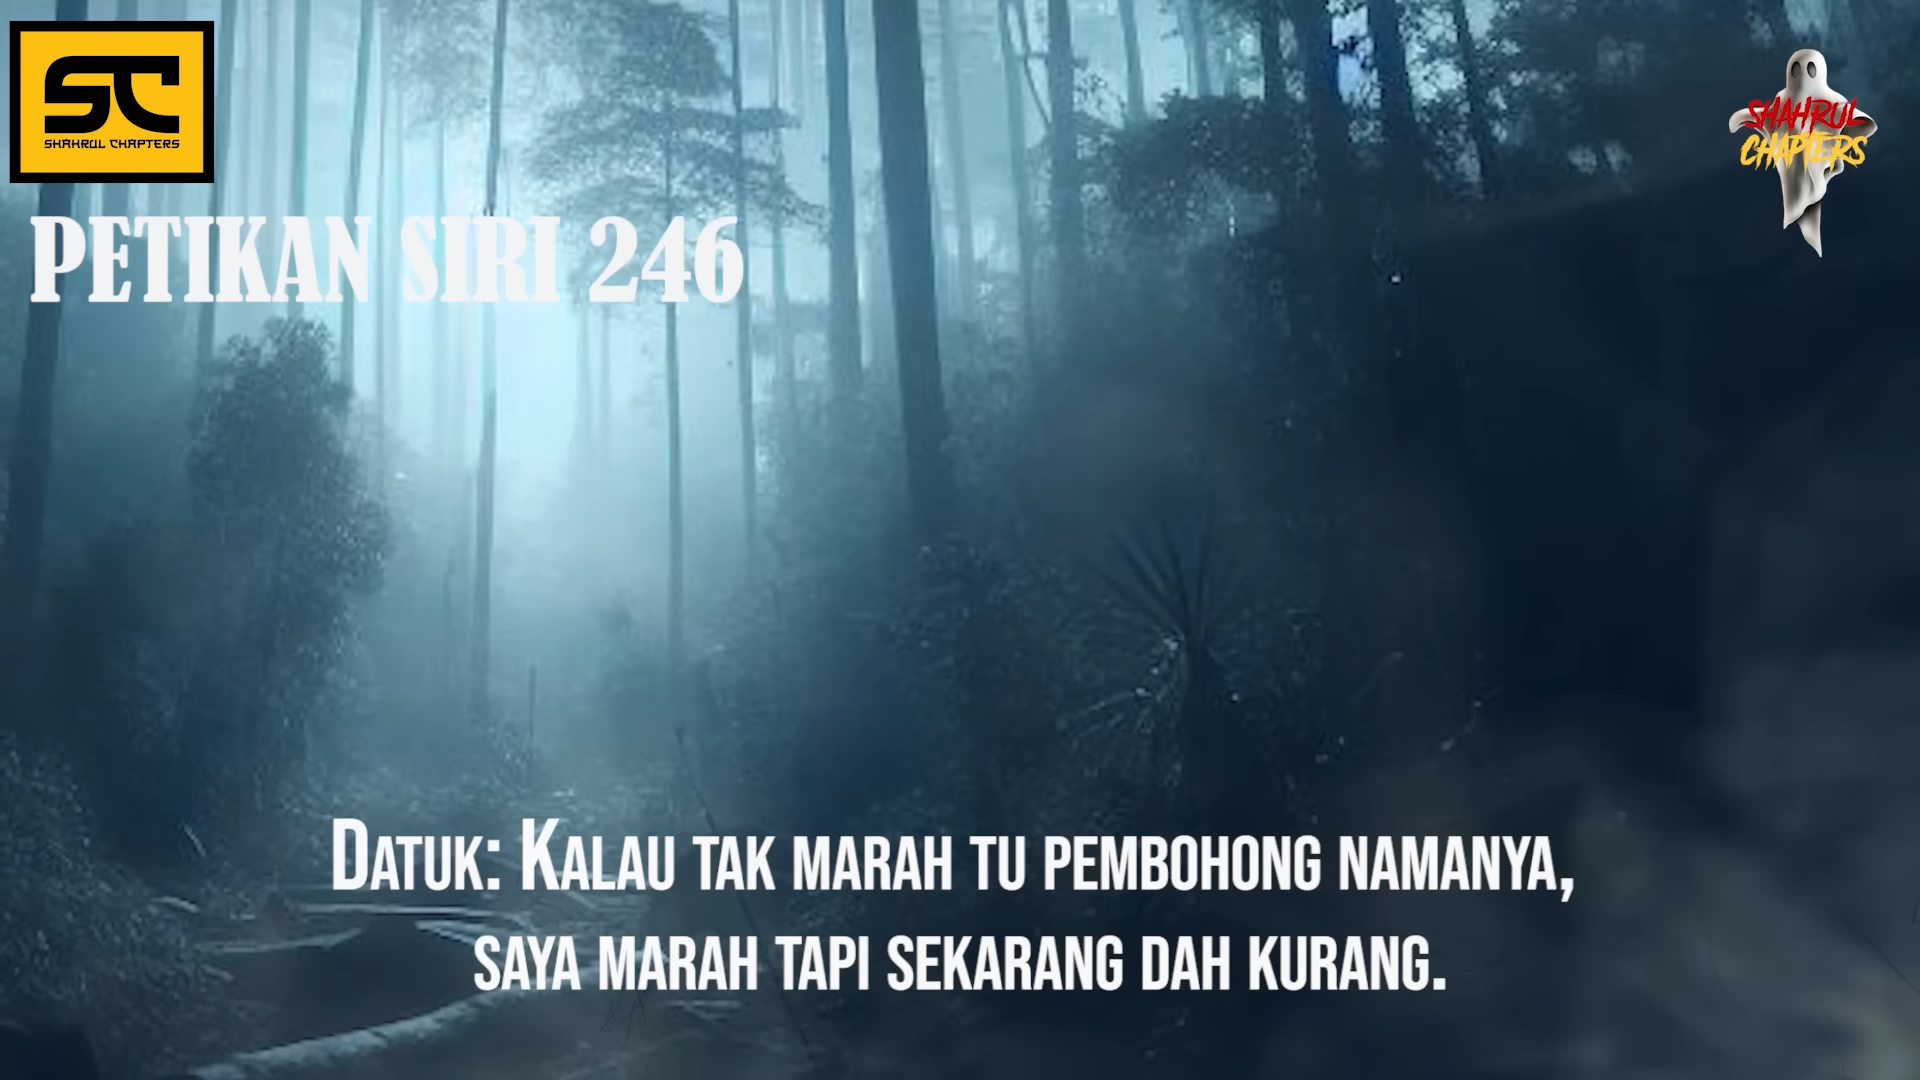 SC
SHAHRUL CHAPTERS
SHAHRUL
CHAPTERS
PETIKAN SIRI 246
Datuk: Kalau tak marah tu pembohong namanya,
saya marah tapi sekarang dah kurang.